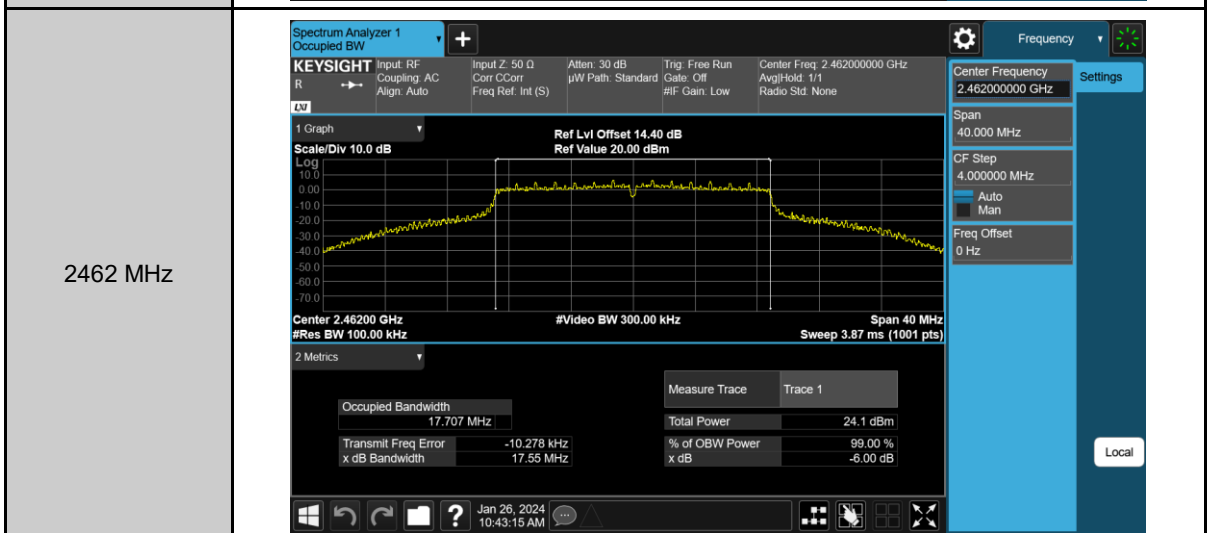 2462 MHz
Spectrum Analyzer 1
Occupied BW
Frequency
KEYSIGHT
R
LXI
Input: RF
Coupling: AC
Align: Auto
Input Z: 50 Ω
Corr CCorr
Freq Ref: Int (S)
Atten: 30 dB
µW Path: Standard
Trig: Free Run
Gate: Off
#IF Gain: Low
Center Freq: 2.462000000 GHz
Avg|Hold: 1/1
Radio Std: None
Center Frequency
2.462000000 GHz
Settings
Span
40.000 MHz
CF Step
4.000000 MHz
Auto
Man
Freq Offset
0 Hz
Local
1 Graph
Scale/Div 10.0 dB
Ref Lvl Offset 14.40 dB
Ref Value 20.00 dBm
Log
10.0
0.00
-10.0
-20.0
-30.0
-40.0
-50.0
-60.0
-70.0
Center 2.46200 GHz
#Video BW 300.00 kHz
Span 40 MHz
#Res BW 100.00 kHz
Sweep 3.87 ms (1001 pts)
2 Metrics
Measure Trace Trace 1
Occupied Bandwidth
17.707 MHz
Total Power 24.1 dBm
Transmit Freq Error -10.278 kHz
% of OBW Power 99.00 %
x dB Bandwidth 17.55 MHz
x dB -6.00 dB
?
Jan 26, 2024
10:43:15 AM